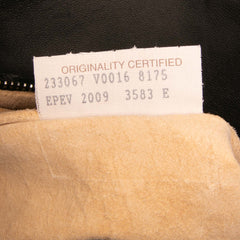 ORIGINALITY CERTIFIED
233067 V0016 8175
EPEV 2009 3583 E